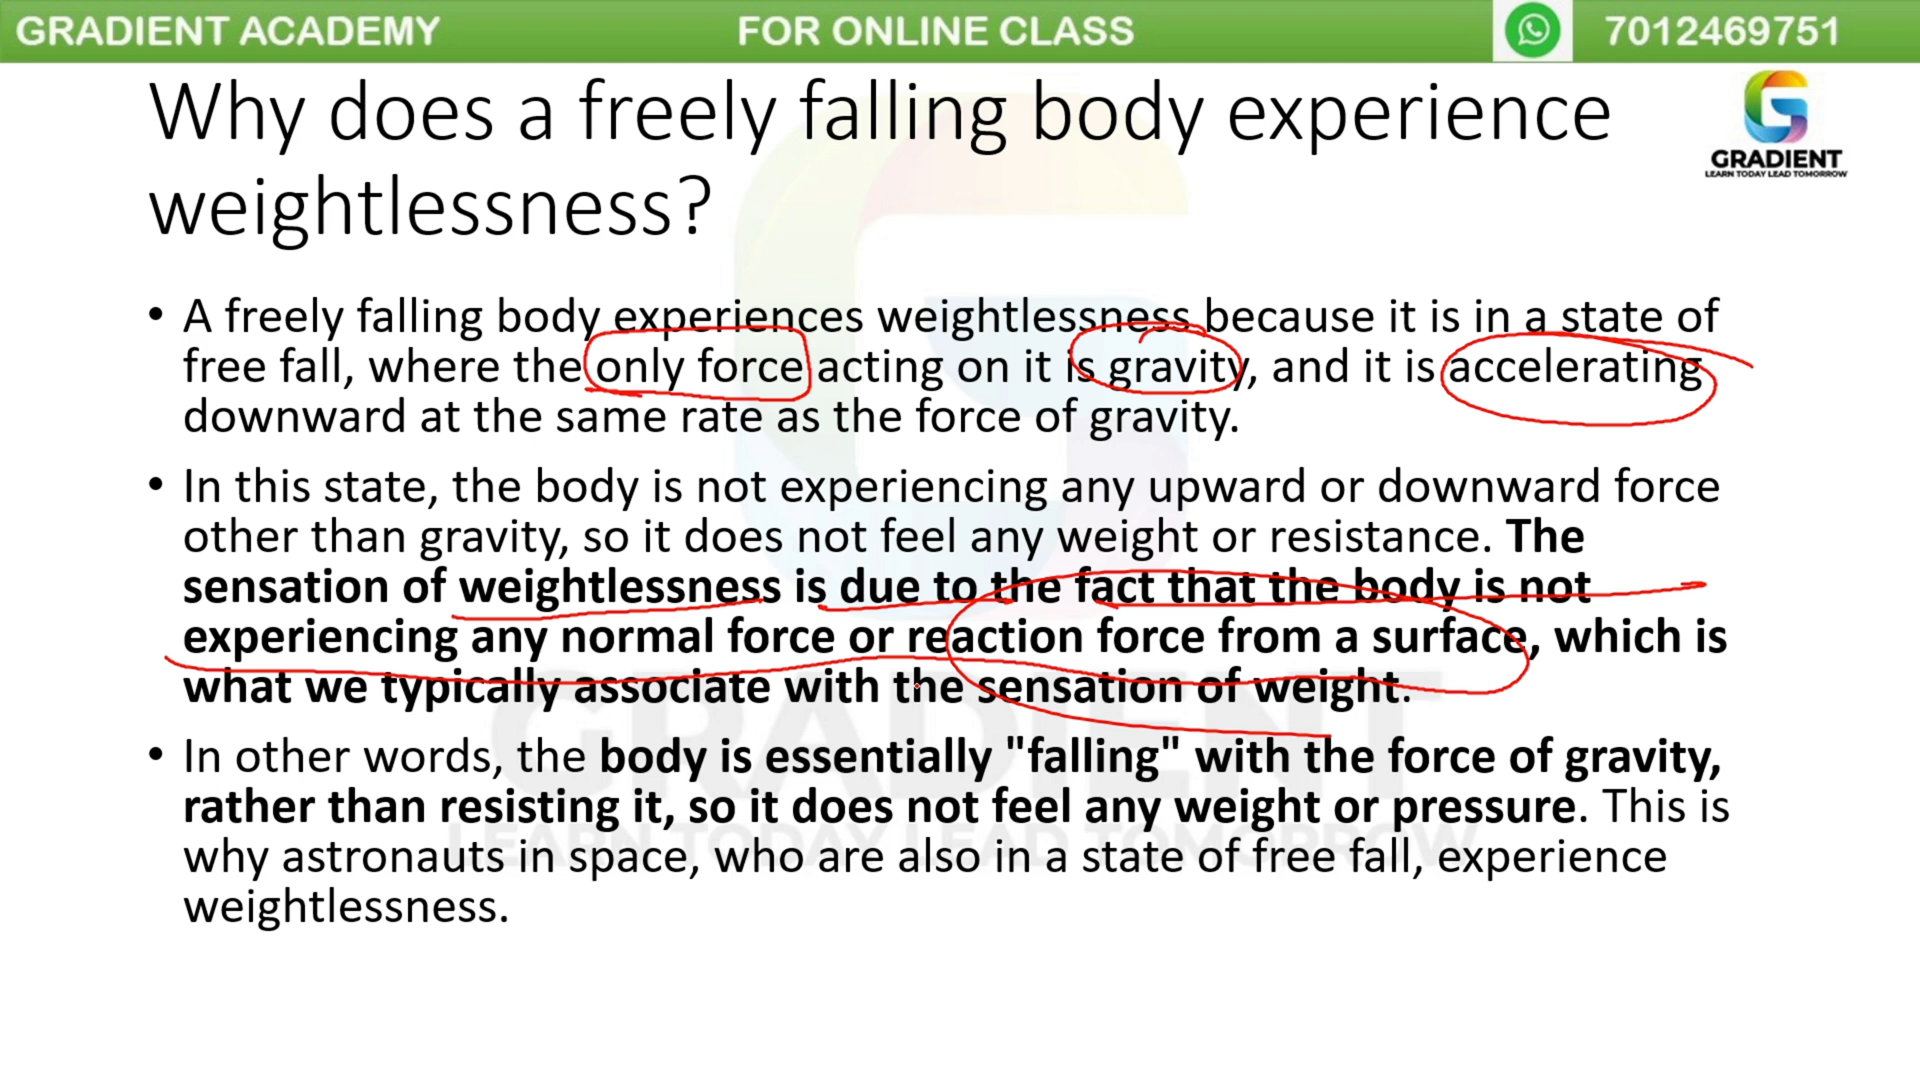 GRADIENT ACADEMY FOR ONLINE CLASS 7012469751
Why does a freely falling body experience
weightlessness?
GRADIENT
LEARN TODAY LEAD TOMORROW
• A freely falling body experiences weightlessness because it is in a state of
free fall, where the only force acting on it is gravity, and it is accelerating
downward at the same rate as the force of gravity.
• In this state, the body is not experiencing any upward or downward force
other than gravity, so it does not feel any weight or resistance. The
sensation of weightlessness is due to the fact that the body is not
experiencing any normal force or reaction force from a surface, which is
what we typically associate with the sensation of weight.
• In other words, the body is essentially "falling" with the force of gravity,
rather than resisting it, so it does not feel any weight or pressure. This is
why astronauts in space, who are also in a state of free fall, experience
weightlessness.
GRADIENT
LEARN TODAY LEAD TOMORROW